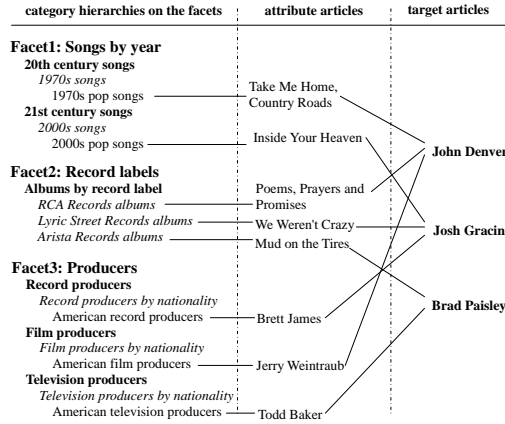 category hierarchies on the facets attribute articles target articles
Facet1: Songs by year
20th century songs
1970s songs
1970s pop songs
Take Me Home,
Country Roads
21st century songs
2000s songs
2000s pop songs
Inside Your Heaven
John Denver
Facet2: Record labels
Albums by record label
RCA Records albums
Poems, Prayers and
Promises
Lyric Street Records albums
We Weren't Crazy
Josh Gracin
Arista Records albums
Mud on the Tires
Facet3: Producers
Record producers
Record producers by nationality
American record producers
Brett James
Brad Paisley
Film producers
Film producers by nationality
American film producers
Jerry Weintraub
Television producers
Television producers by nationality
American television producers
Todd Baker